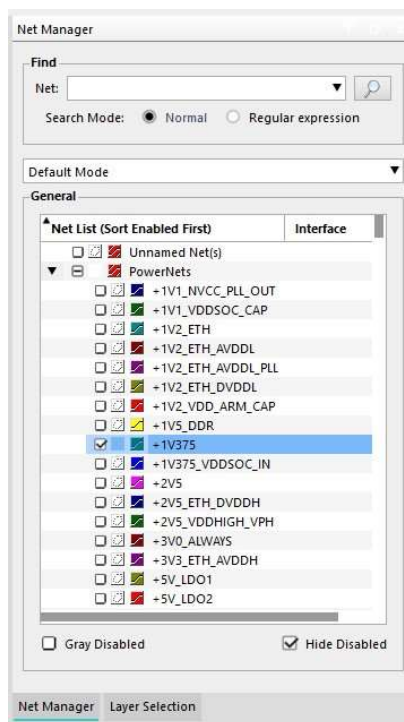 Net Manager
Find
Net:
Search Mode: Normal Regular expression
Default Mode
General
Net List (Sort Enabled First) Interface
Unnamed Net(s)
PowerNets
+1V1_NVCC_PLL_OUT
+1V1_VDDSOC_CAP
+1V2_ETH
+1V2_ETH_AVDDL
+1V2_ETH_AVDDL_PLL
+1V2_ETH_DVDDL
+1V2_VDD_ARM_CAP
+1V5_DDR
+1V375
+1V375_VDDSOC_IN
+2V5
+2V5_ETH_DVDDH
+2V5_VDDHIGH_VPH
+3V0_ALWAYS
+3V3_ETH_AVDDH
+5V_LDO1
+5V_LDO2
Gray Disabled Hide Disabled
Net Manager Layer Selection